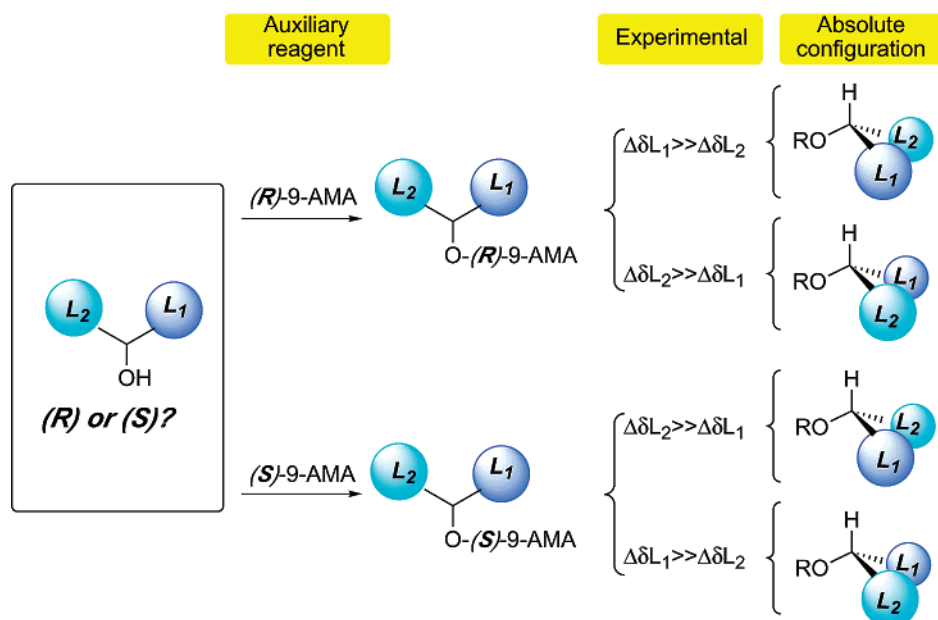 Auxiliary
reagent
Experimental
Absolute
configuration
L2
L1
OH
(R) or (S)?
(R)-9-AMA
L2
L1
O-(R)-9-AMA
ΔδL1>>ΔδL2
H
RO
L2
L1
ΔδL2>>ΔδL1
H
RO
L1
L2
(S)-9-AMA
L2
L1
O-(S)-9-AMA
ΔδL2>>ΔδL1
H
RO
L2
L1
ΔδL1>>ΔδL2
H
RO
L1
L2